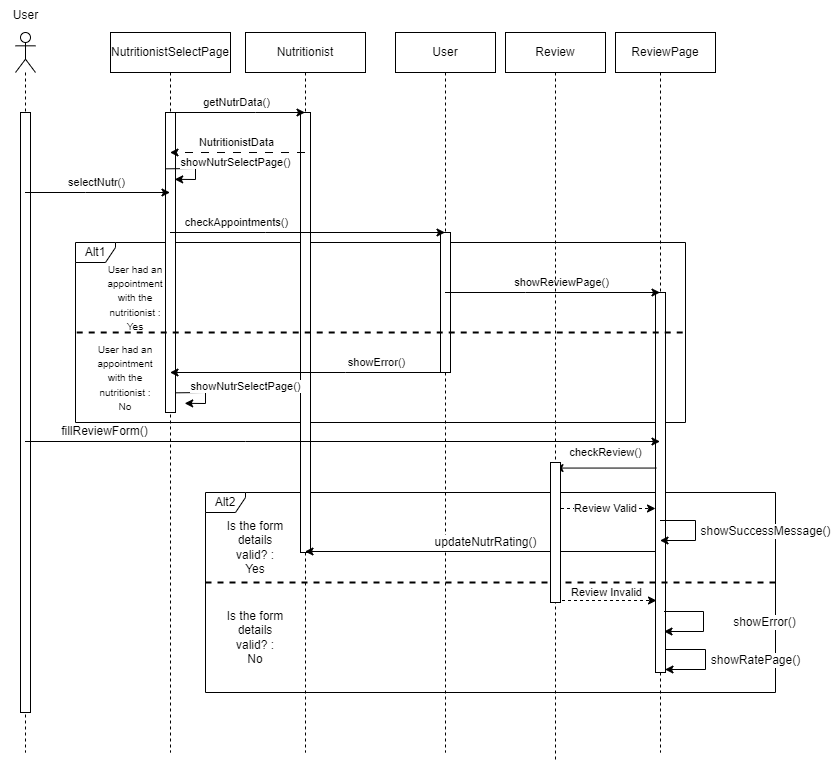 User
NutritionistSelectPage
Nutritionist
User
Review
ReviewPage
getNutrData()
NutritionistData
showNutrSelectPage()
selectNutr()
checkAppointments()
Alt1
User had an
appointment
with the
nutritionist :
Yes
showReviewPage()
User had an
appointment
with the
nutritionist :
No
showError()
showNutrSelectPage()
fillReviewForm()
checkReview()
Alt2
Is the form
details
valid? :
Yes
Review Valid
showSuccessMessage()
updateNutrRating()
Review Invalid
Is the form
details
valid? :
No
showError()
showRatePage()